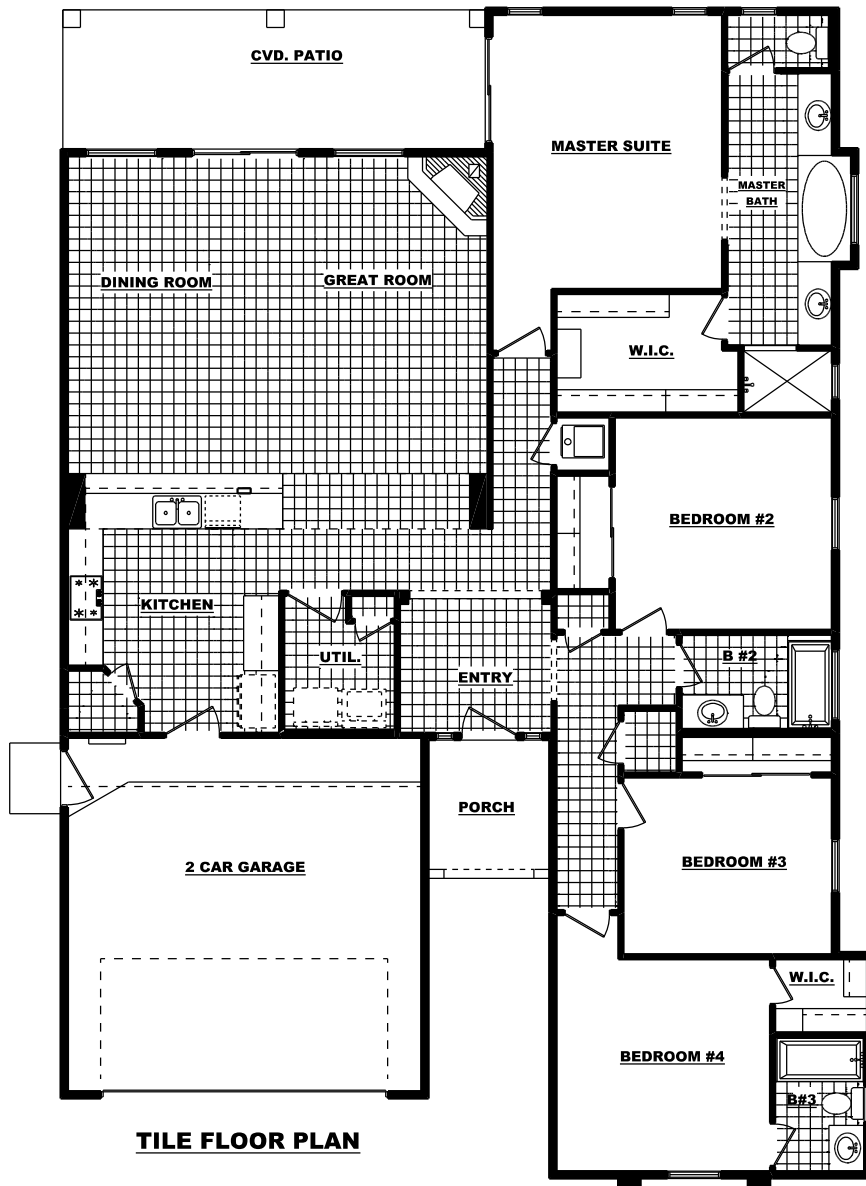 CVD. PATIO
MASTER SUITE
MASTER
BATH
DINING ROOM
GREAT ROOM
W.I.C.
BEDROOM #2
KITCHEN
UTIL.
ENTRY
B #2
PORCH
BEDROOM #3
2 CAR GARAGE
W.I.C.
BEDROOM #4
B#3
TILE FLOOR PLAN